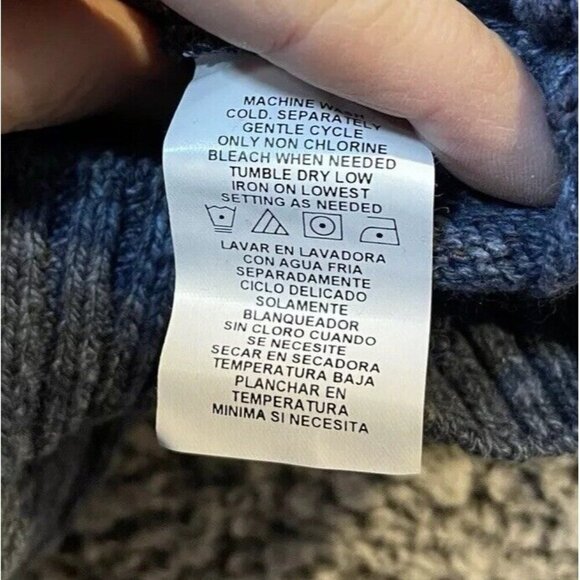 MACHINE WASH
COLD. SEPARATELY
GENTLE CYCLE
ONLY NON CHLORINE
BLEACH WHEN NEEDED
TUMBLE DRY LOW
IRON ON LOWEST
SETTING AS NEEDED
LAVAR EN LAVADORA
CON AGUA FRIA
SEPARADAMENTE
CICLO DELICADO
SOLAMENTE
BLANQUEADOR
SIN CLORO CUANDO
SE NECESITE
SECAR EN SECADORA
TEMPERATURA BAJA
PLANCHAR EN
TEMPERATURA
MINIMA SI NECESITA